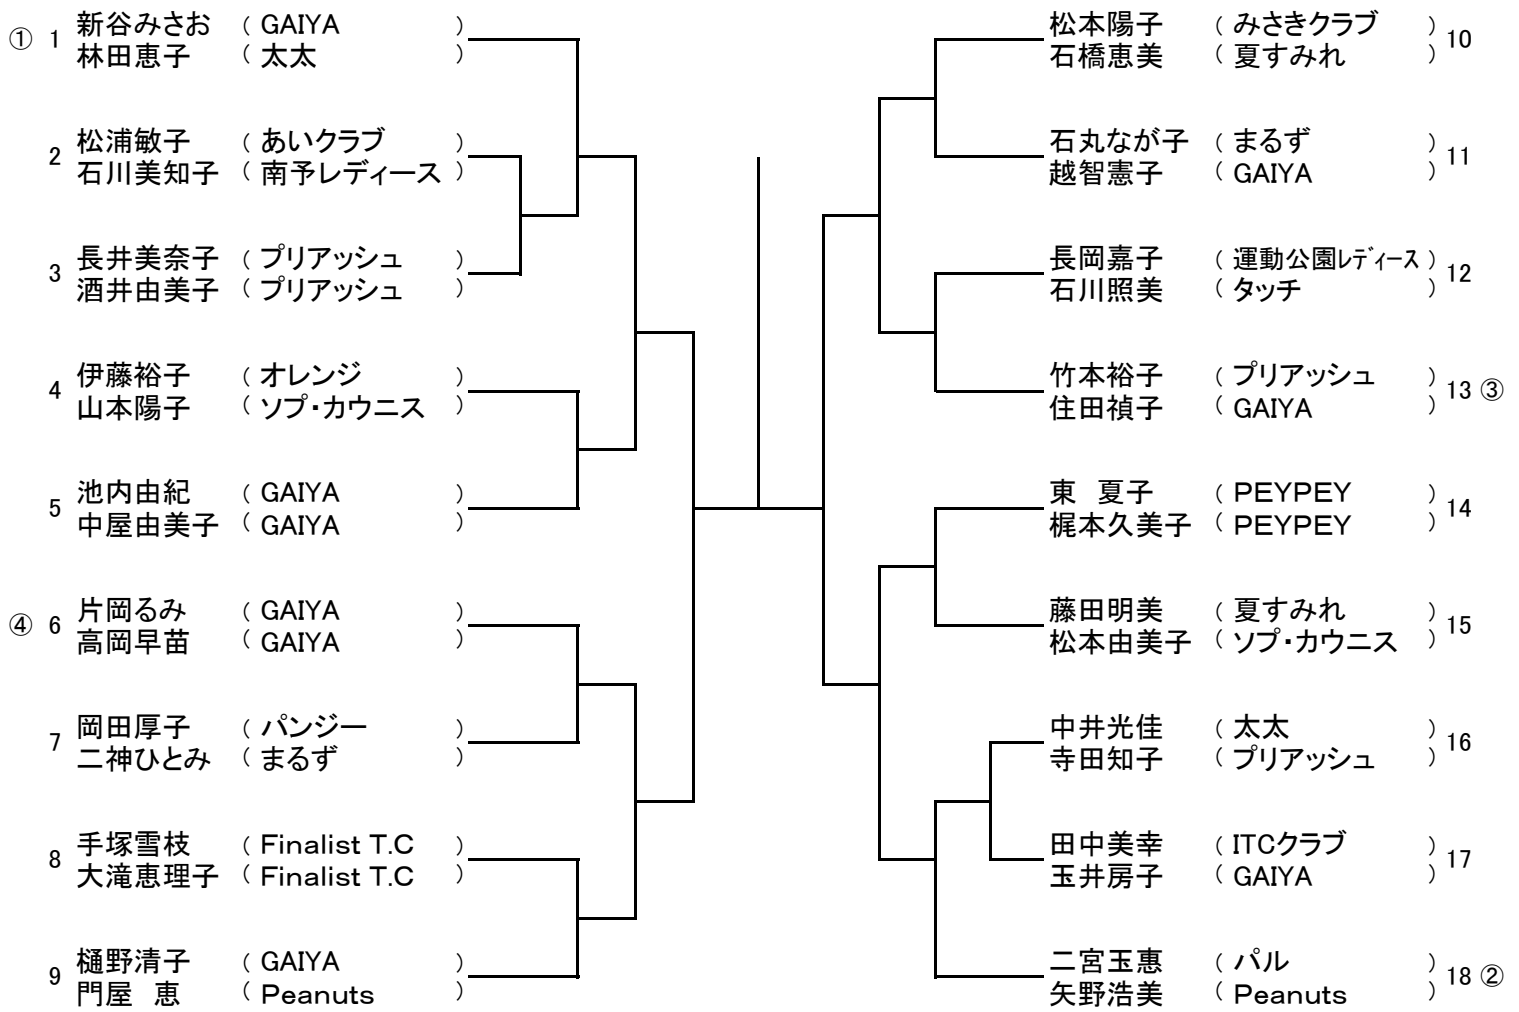 ① 1 新谷みさお ( GAIYA )
林田恵子 ( 太太 )
2 松浦敏子 ( あいクラブ )
石川美知子 ( 南予レディース )
3 長井美奈子 ( プリアッシュ )
酒井由美子 ( プリアッシュ )
4 伊藤裕子 ( オレンジ )
山本陽子 ( ソプ・カウニス )
5 池内由紀 ( GAIYA )
中屋由美子 ( GAIYA )
④ 6 片岡るみ ( GAIYA )
高岡早苗 ( GAIYA )
7 岡田厚子 ( パンジー )
二神ひとみ ( まるず )
8 手塚雪枝 ( Finalist T.C )
大滝恵理子 ( Finalist T.C )
9 樋野清子 ( GAIYA )
門屋　恵 ( Peanuts )
松本陽子 ( みさきクラブ ) 10
石橋恵美 ( 夏すみれ )
石丸なが子 ( まるず ) 11
越智憲子 ( GAIYA )
長岡嘉子 ( 運動公園ﾚﾃﾞｨｰｽ ) 12
石川照美 ( タッチ )
竹本裕子 ( プリアッシュ ) 13 ③
住田禎子 ( GAIYA )
東　夏子 ( PEYPEY ) 14
梶本久美子 ( PEYPEY )
藤田明美 ( 夏すみれ ) 15
松本由美子 ( ソプ・カウニス )
中井光佳 ( 太太 ) 16
寺田知子 ( プリアッシュ )
田中美幸 ( ITCクラブ ) 17
玉井房子 ( GAIYA )
二宮玉惠 ( パル ) 18 ②
矢野浩美 ( Peanuts )